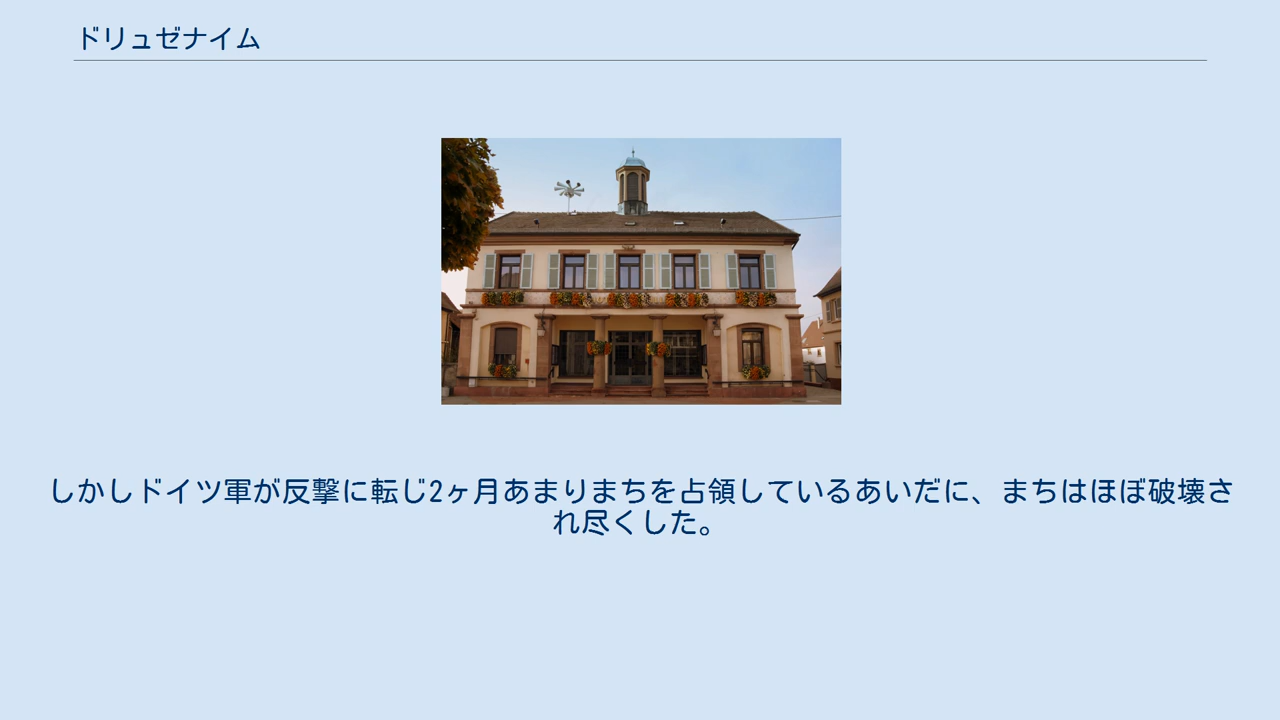 ドリュゼナイム
しかしドイツ軍が反撃に転じ2ヶ月あまりまちを占領しているあいだに、まちはほぼ破壊さ
れ尽くした。